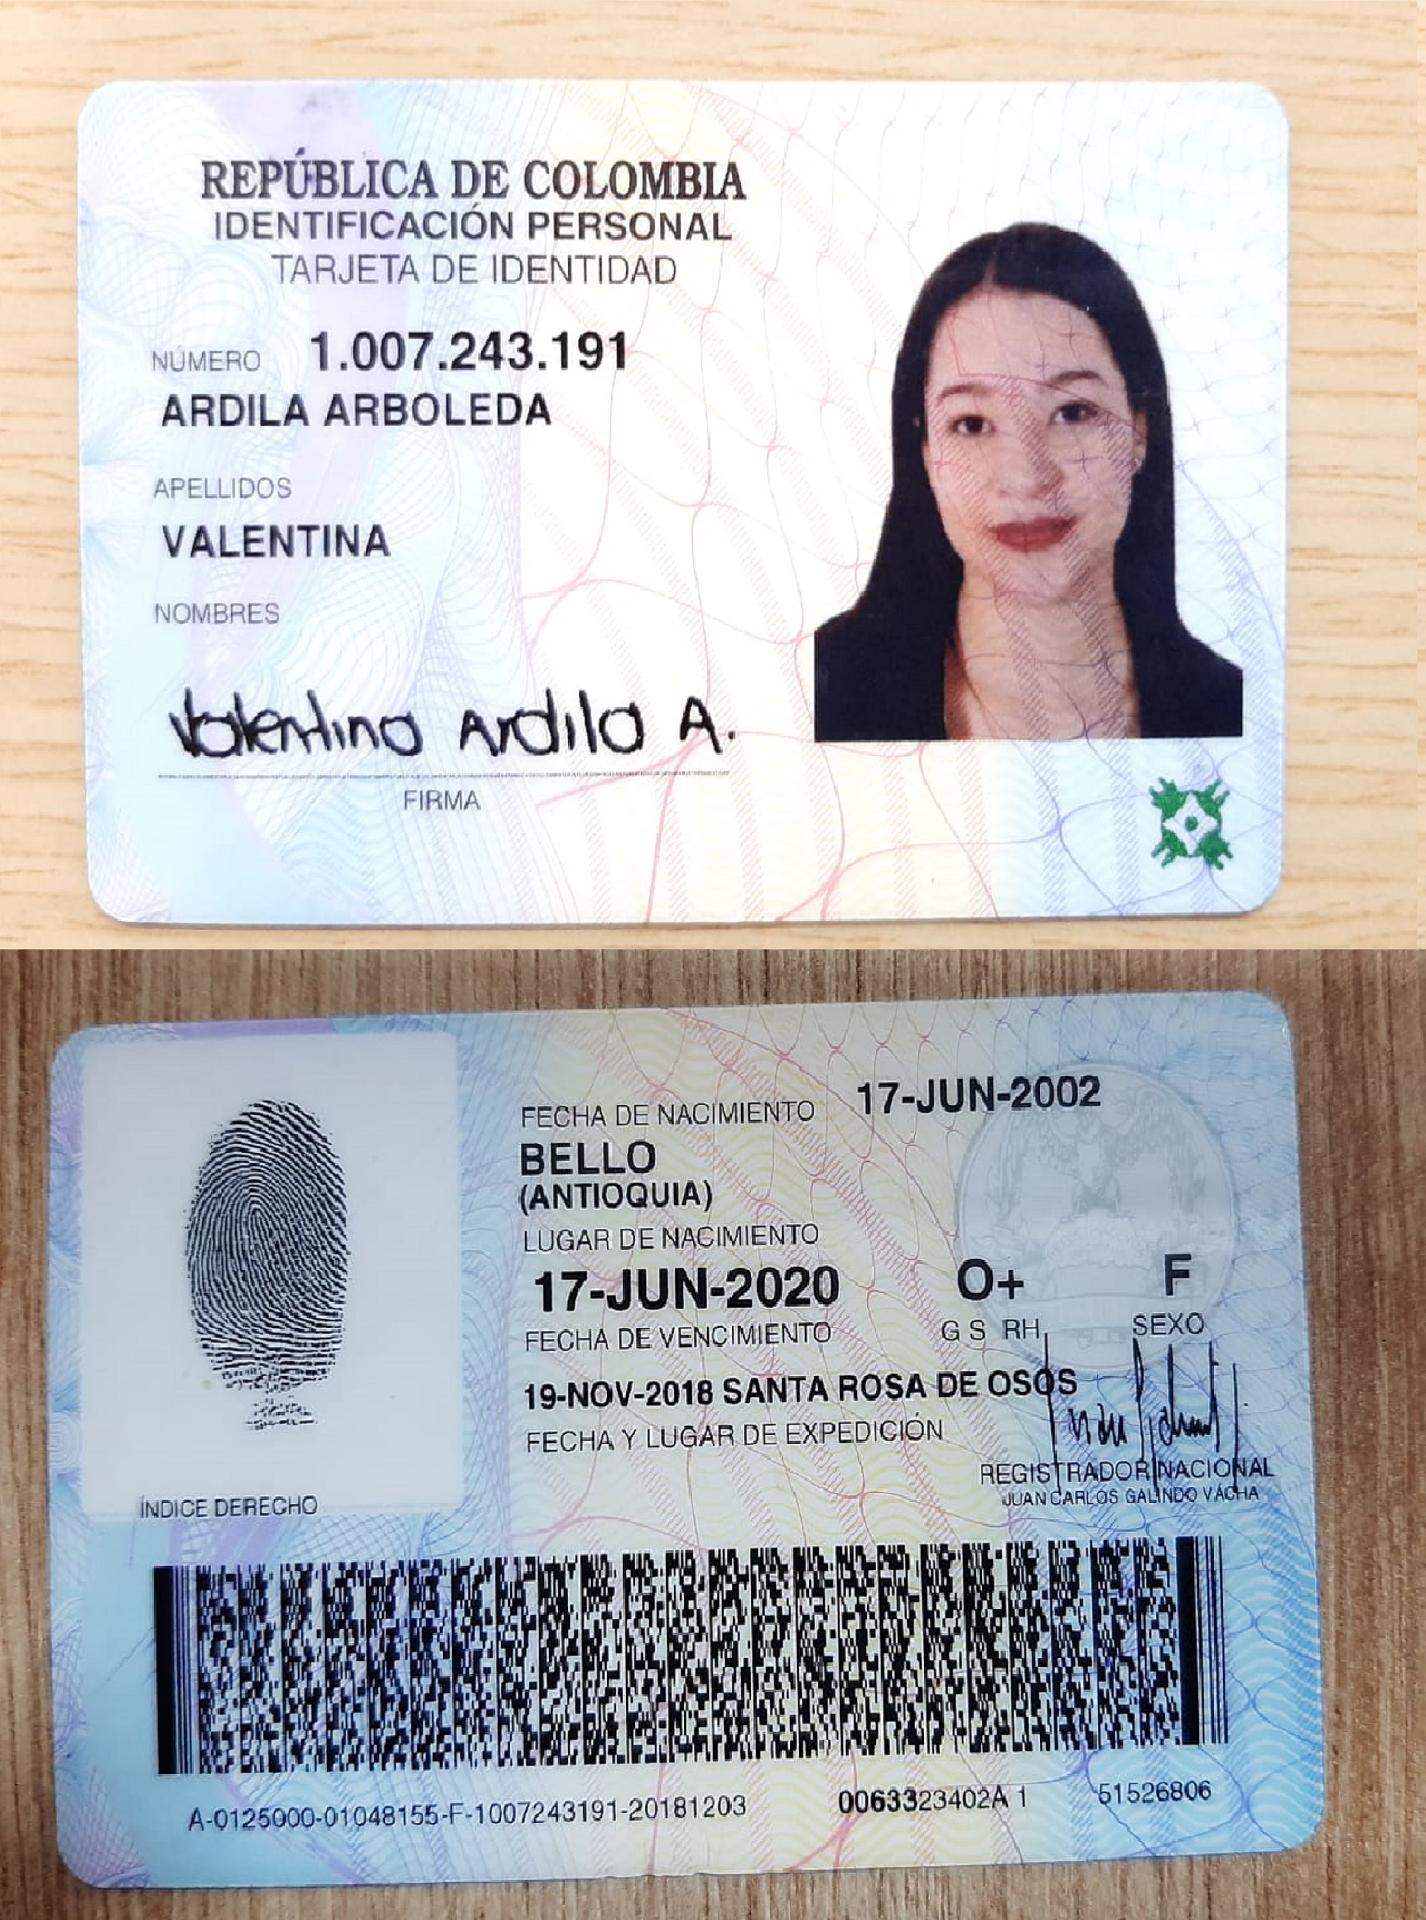 REPÚBLICA DE COLOMBIA
IDENTIFICACIÓN PERSONAL
TARJETA DE IDENTIDAD
NÚMERO 1.007.243.191
ARDILA ARBOLEDA
APELLIDOS
VALENTINA
NOMBRES
Valentina Ardila A.
FIRMA
FECHA DE NACIMIENTO 17-JUN-2002
BELLO
(ANTIOQUIA)
LUGAR DE NACIMIENTO
17-JUN-2020 O+ F
FECHA DE VENCIMIENTO G S RH SEXO
19-NOV-2018 SANTA ROSA DE OSOS
FECHA Y LUGAR DE EXPEDICIÓN
REGISTRADOR NACIONAL
JUAN CARLOS GALINDO VÁCHA
ÍNDICE DERECHO
A-0125000-01048155-F-1007243191-20181203 0063323402A 1 51526806